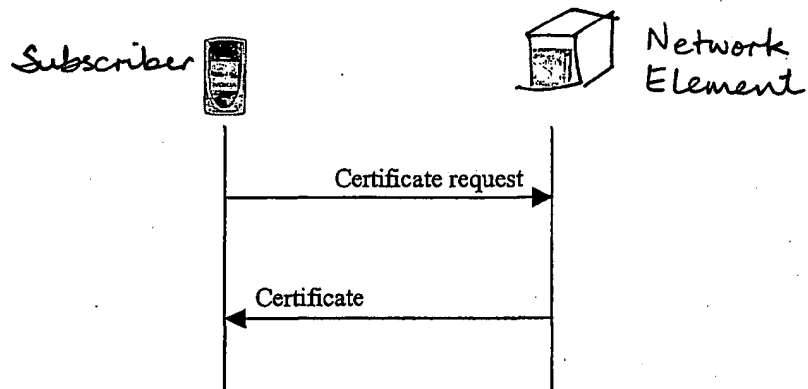 Subscriber
Network
Element
Certificate request
Certificate